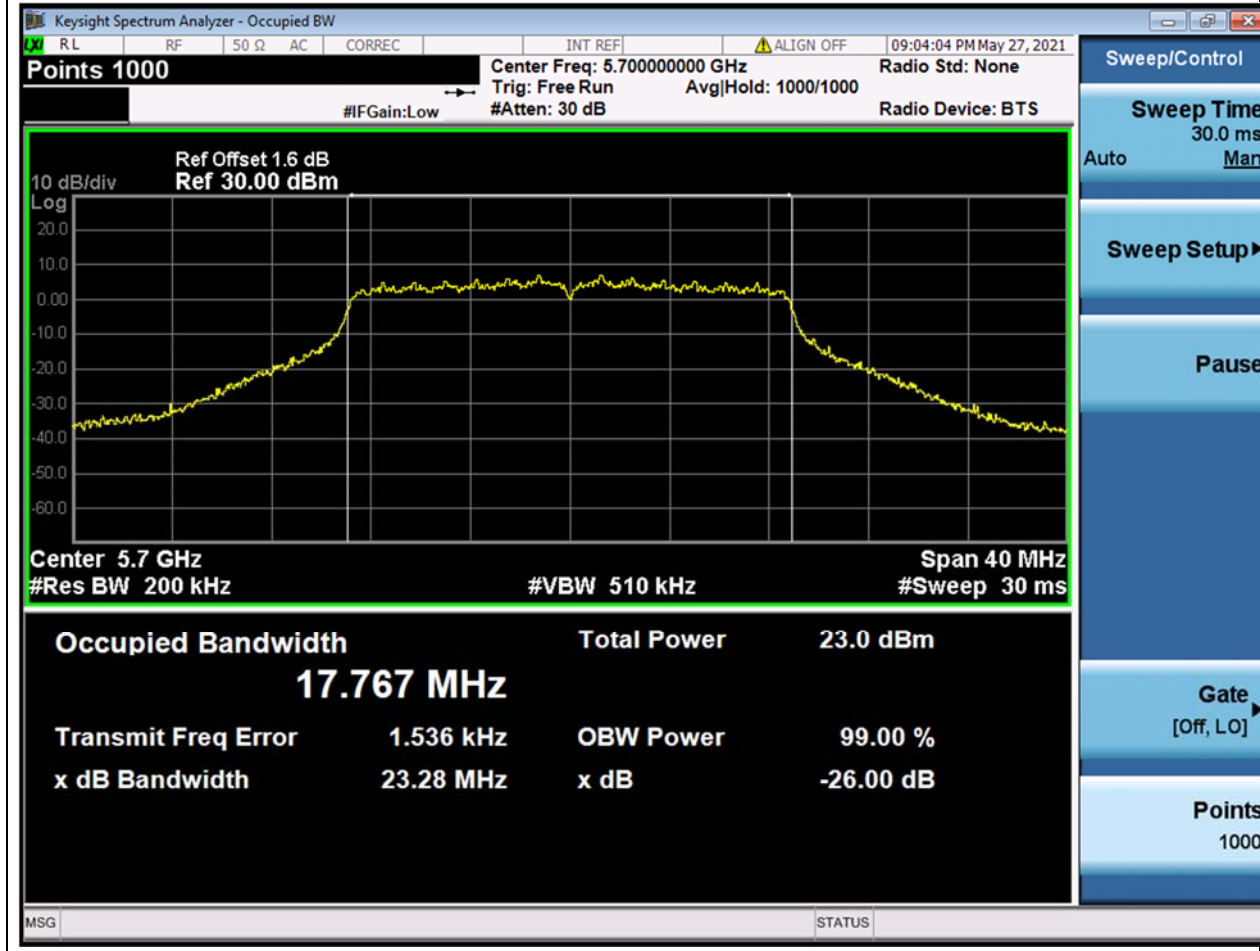 Keysight Spectrum Analyzer - Occupied BW
LXI RL RF 50 Ω AC CORREC INT REF ALIGN OFF 09:04:04 PM May 27, 2021
Points 1000
Center Freq: 5.700000000 GHz Radio Std: None
Trig: Free Run Avg|Hold: 1000/1000
#IFGain:Low #Atten: 30 dB Radio Device: BTS
Ref Offset 1.6 dB
10 dB/div Ref 30.00 dBm
Log
20.0
10.0
0.00
-10.0
-20.0
-30.0
-40.0
-50.0
-60.0
Center 5.7 GHz Span 40 MHz
#Res BW 200 kHz #VBW 510 kHz #Sweep 30 ms
Occupied Bandwidth Total Power 23.0 dBm
17.767 MHz
Transmit Freq Error 1.536 kHz OBW Power 99.00 %
x dB Bandwidth 23.28 MHz x dB -26.00 dB
MSG STATUS
Sweep/Control
Sweep Time
30.0 ms
Auto Man
Sweep Setup
Pause
Gate
[Off, LO]
Points
1000